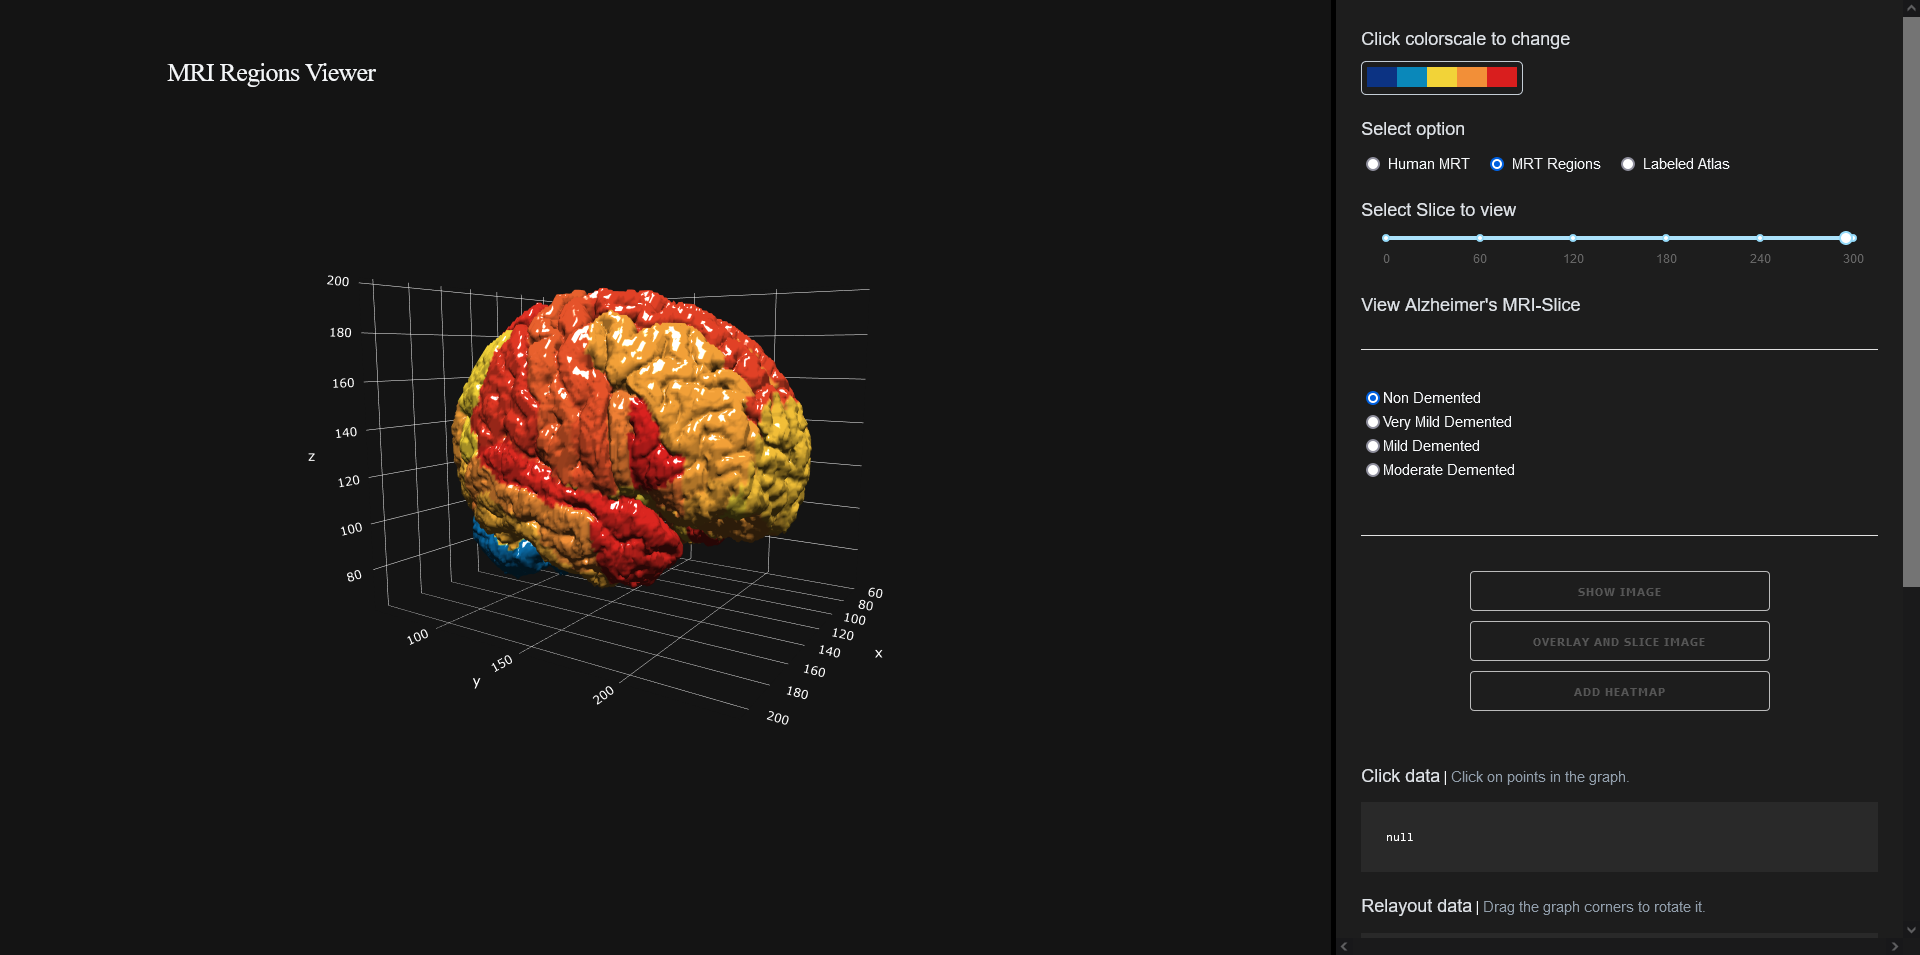 MRI Regions Viewer
200
180
160
140
120
100
80
z
100
150
200
y
60
80
100
120
140
160
180
200
x
Click colorscale to change
Select option
Human MRT MRT Regions Labeled Atlas
Select Slice to view
0 60 120 180 240 300
View Alzheimer's MRI-Slice
Non Demented
Very Mild Demented
Mild Demented
Moderate Demented
SHOW IMAGE
OVERLAY AND SLICE IMAGE
ADD HEATMAP
Click data | Click on points in the graph.
null
Relayout data | Drag the graph corners to rotate it.